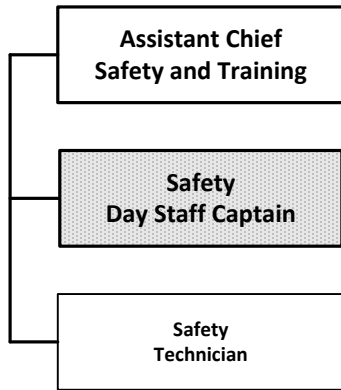 Assistant Chief
Safety and Training
Safety
Day Staff Captain
Safety
Technician